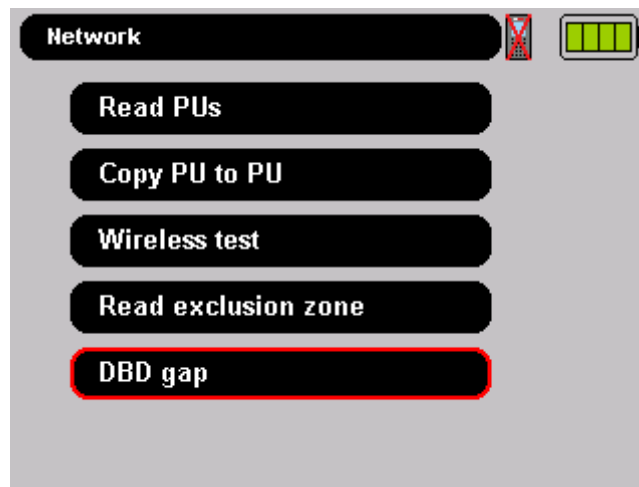 Network
Read PUs
Copy PU to PU
Wireless test
Read exclusion zone
DBD gap